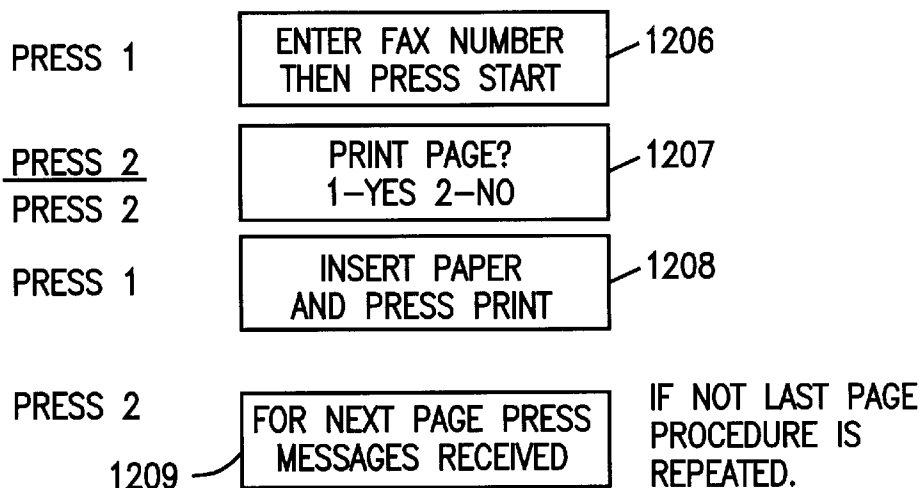 PRESS 1
ENTER FAX NUMBER
THEN PRESS START
1206
PRESS 2
PRESS 2
PRINT PAGE?
1-YES 2-NO
1207
PRESS 1
INSERT PAPER
AND PRESS PRINT
1208
PRESS 2
FOR NEXT PAGE PRESS
MESSAGES RECEIVED
1209
IF NOT LAST PAGE
PROCEDURE IS
REPEATED.